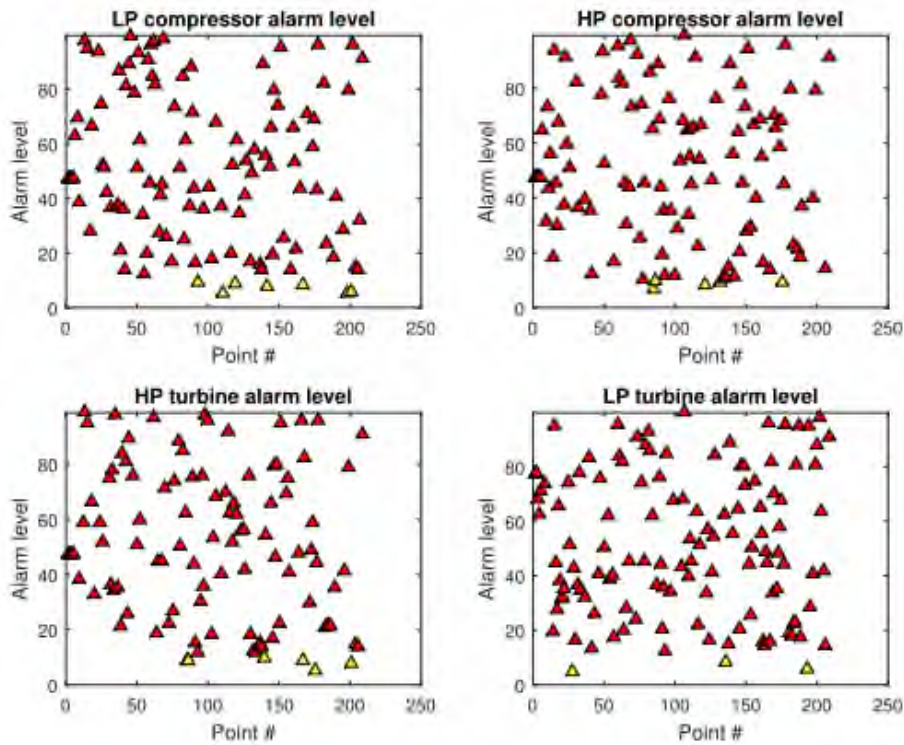 LP compressor alarm level
HP compressor alarm level
Alarm level
80
60
40
20
0
0 50 100 150 200 250
Point #
Alarm level
80
60
40
20
0
0 50 100 150 200 250
Point #
HP turbine alarm level
LP turbine alarm level
Alarm level
80
60
40
20
0
0 50 100 150 200 250
Point #
Alarm level
80
60
40
20
0
0 50 100 150 200 250
Point #